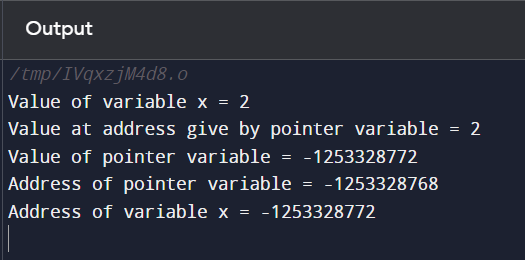 Output
/tmp/IVqxzjM4d8.o
Value of variable x = 2
Value at address give by pointer variable = 2
Value of pointer variable = -1253328772
Address of pointer variable = -1253328768
Address of variable x = -1253328772